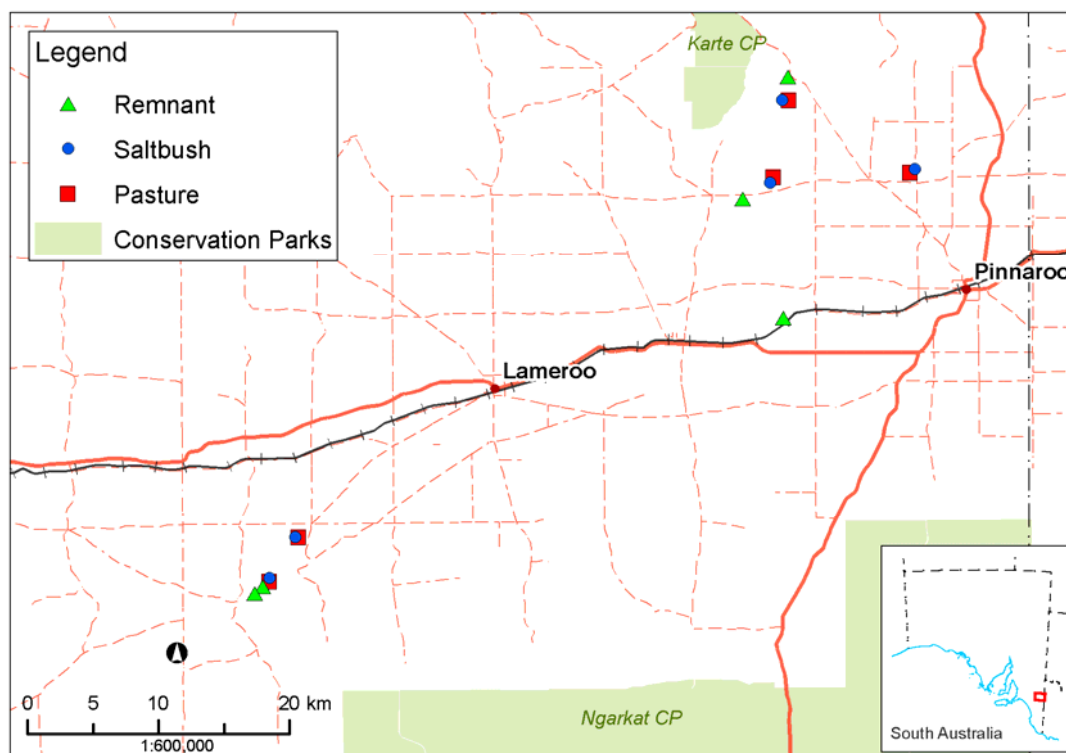 Legend
Remnant
Saltbush
Pasture
Conservation Parks
Karte CP
Pinnaroo
Lameroo
Ngarkat CP
0 5 10 20 km
1:600,000
South Australia